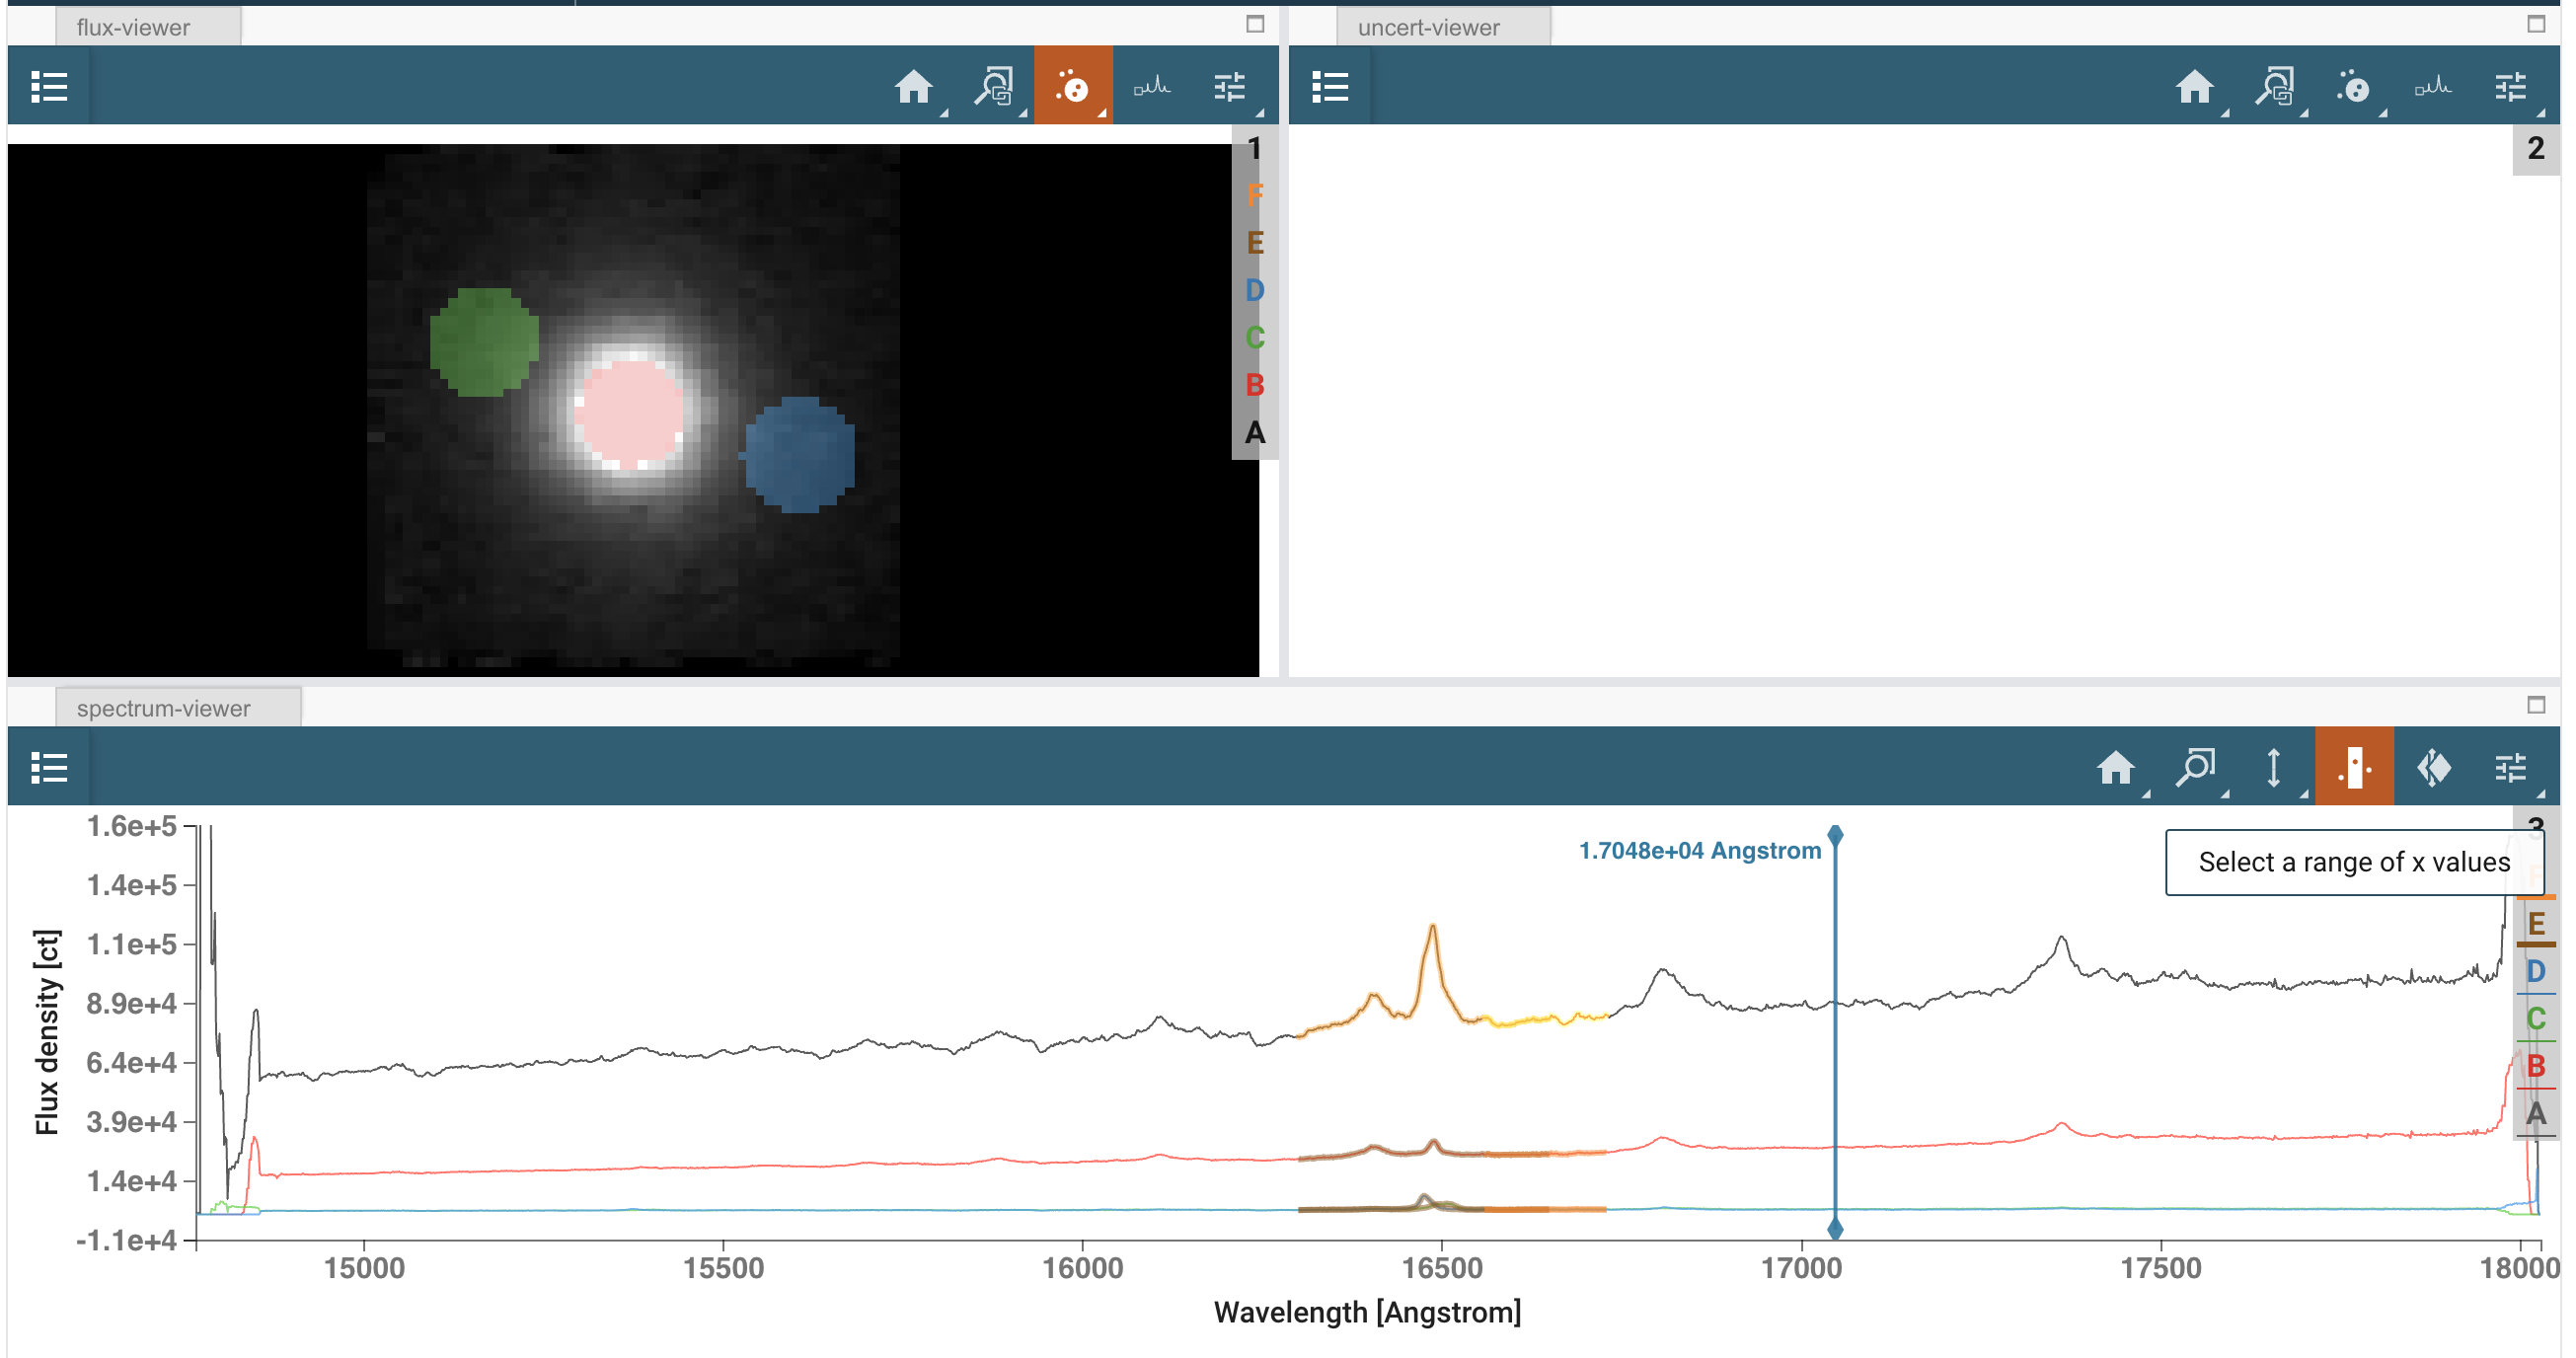 flux-viewer
uncert-viewer
1
F
E
D
C
B
A
2
spectrum-viewer
1.7048e+04 Angstrom
Select a range of x values
3
E
D
C
B
A
1.6e+5
1.4e+5
1.1e+5
8.9e+4
6.4e+4
3.9e+4
1.4e+4
-1.1e+4
Flux density [ct]
15000 15500 16000 16500 17000 17500 18000
Wavelength [Angstrom]